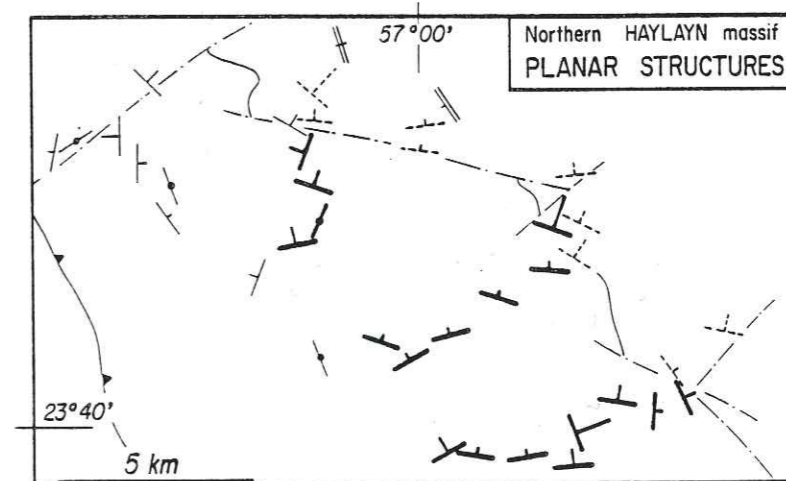 57°00'
Northern HAYLAYN massif
PLANAR STRUCTURES
23°40'
5 km